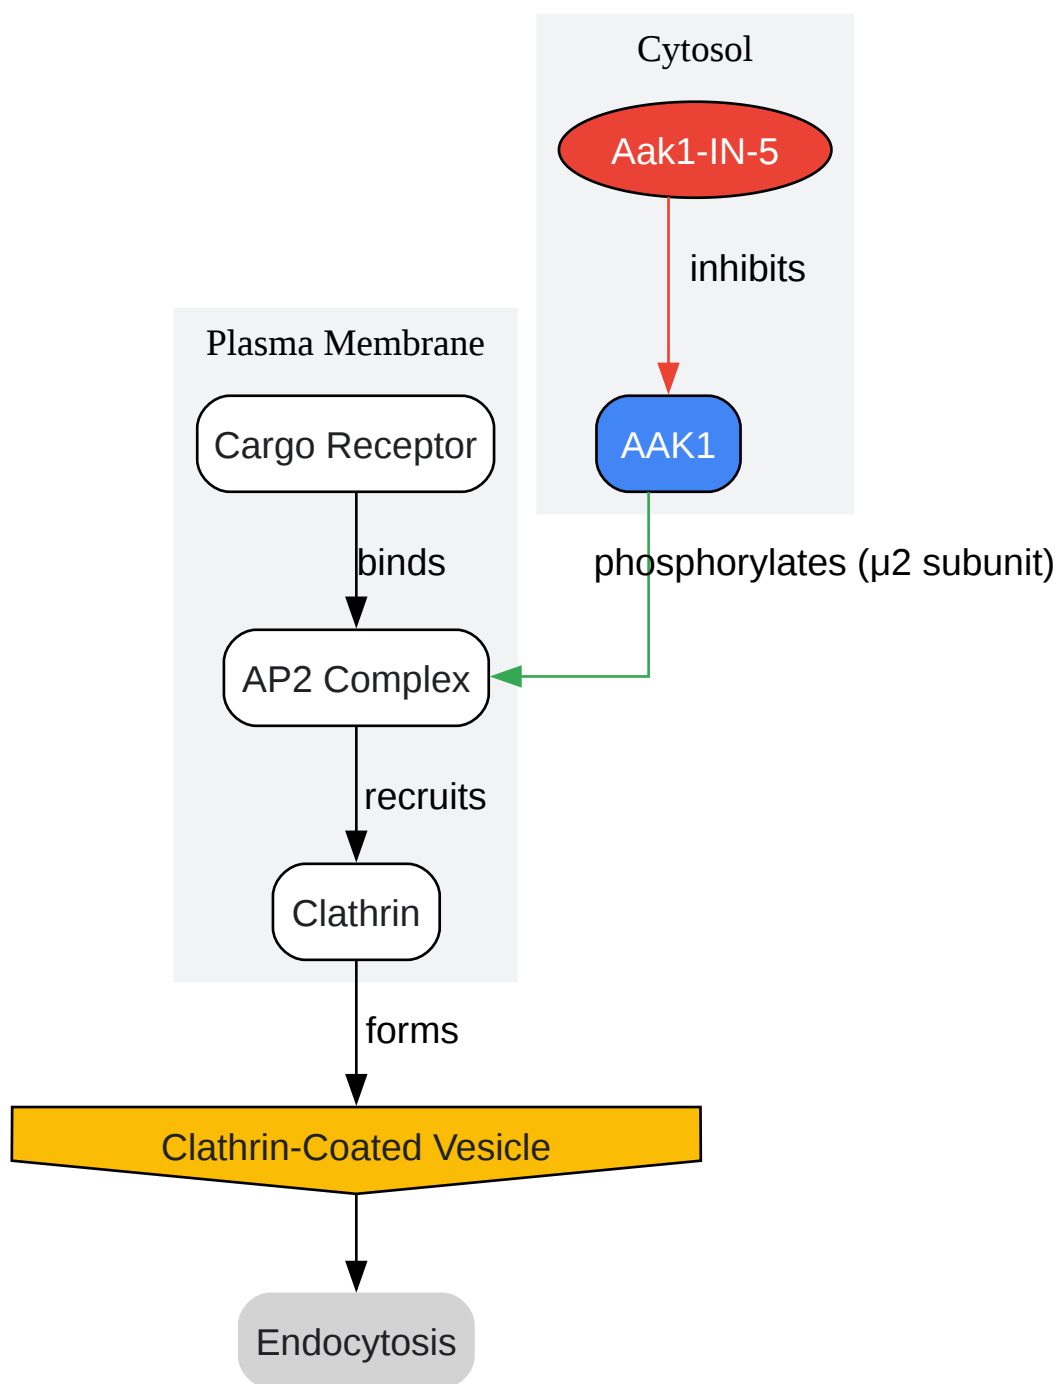 Cytosol
Aak1-IN-5
inhibits
Plasma Membrane
Cargo Receptor
AAK1
binds
phosphorylates (μ2 subunit)
AP2 Complex
recruits
Clathrin
forms
Clathrin-Coated Vesicle
Endocytosis